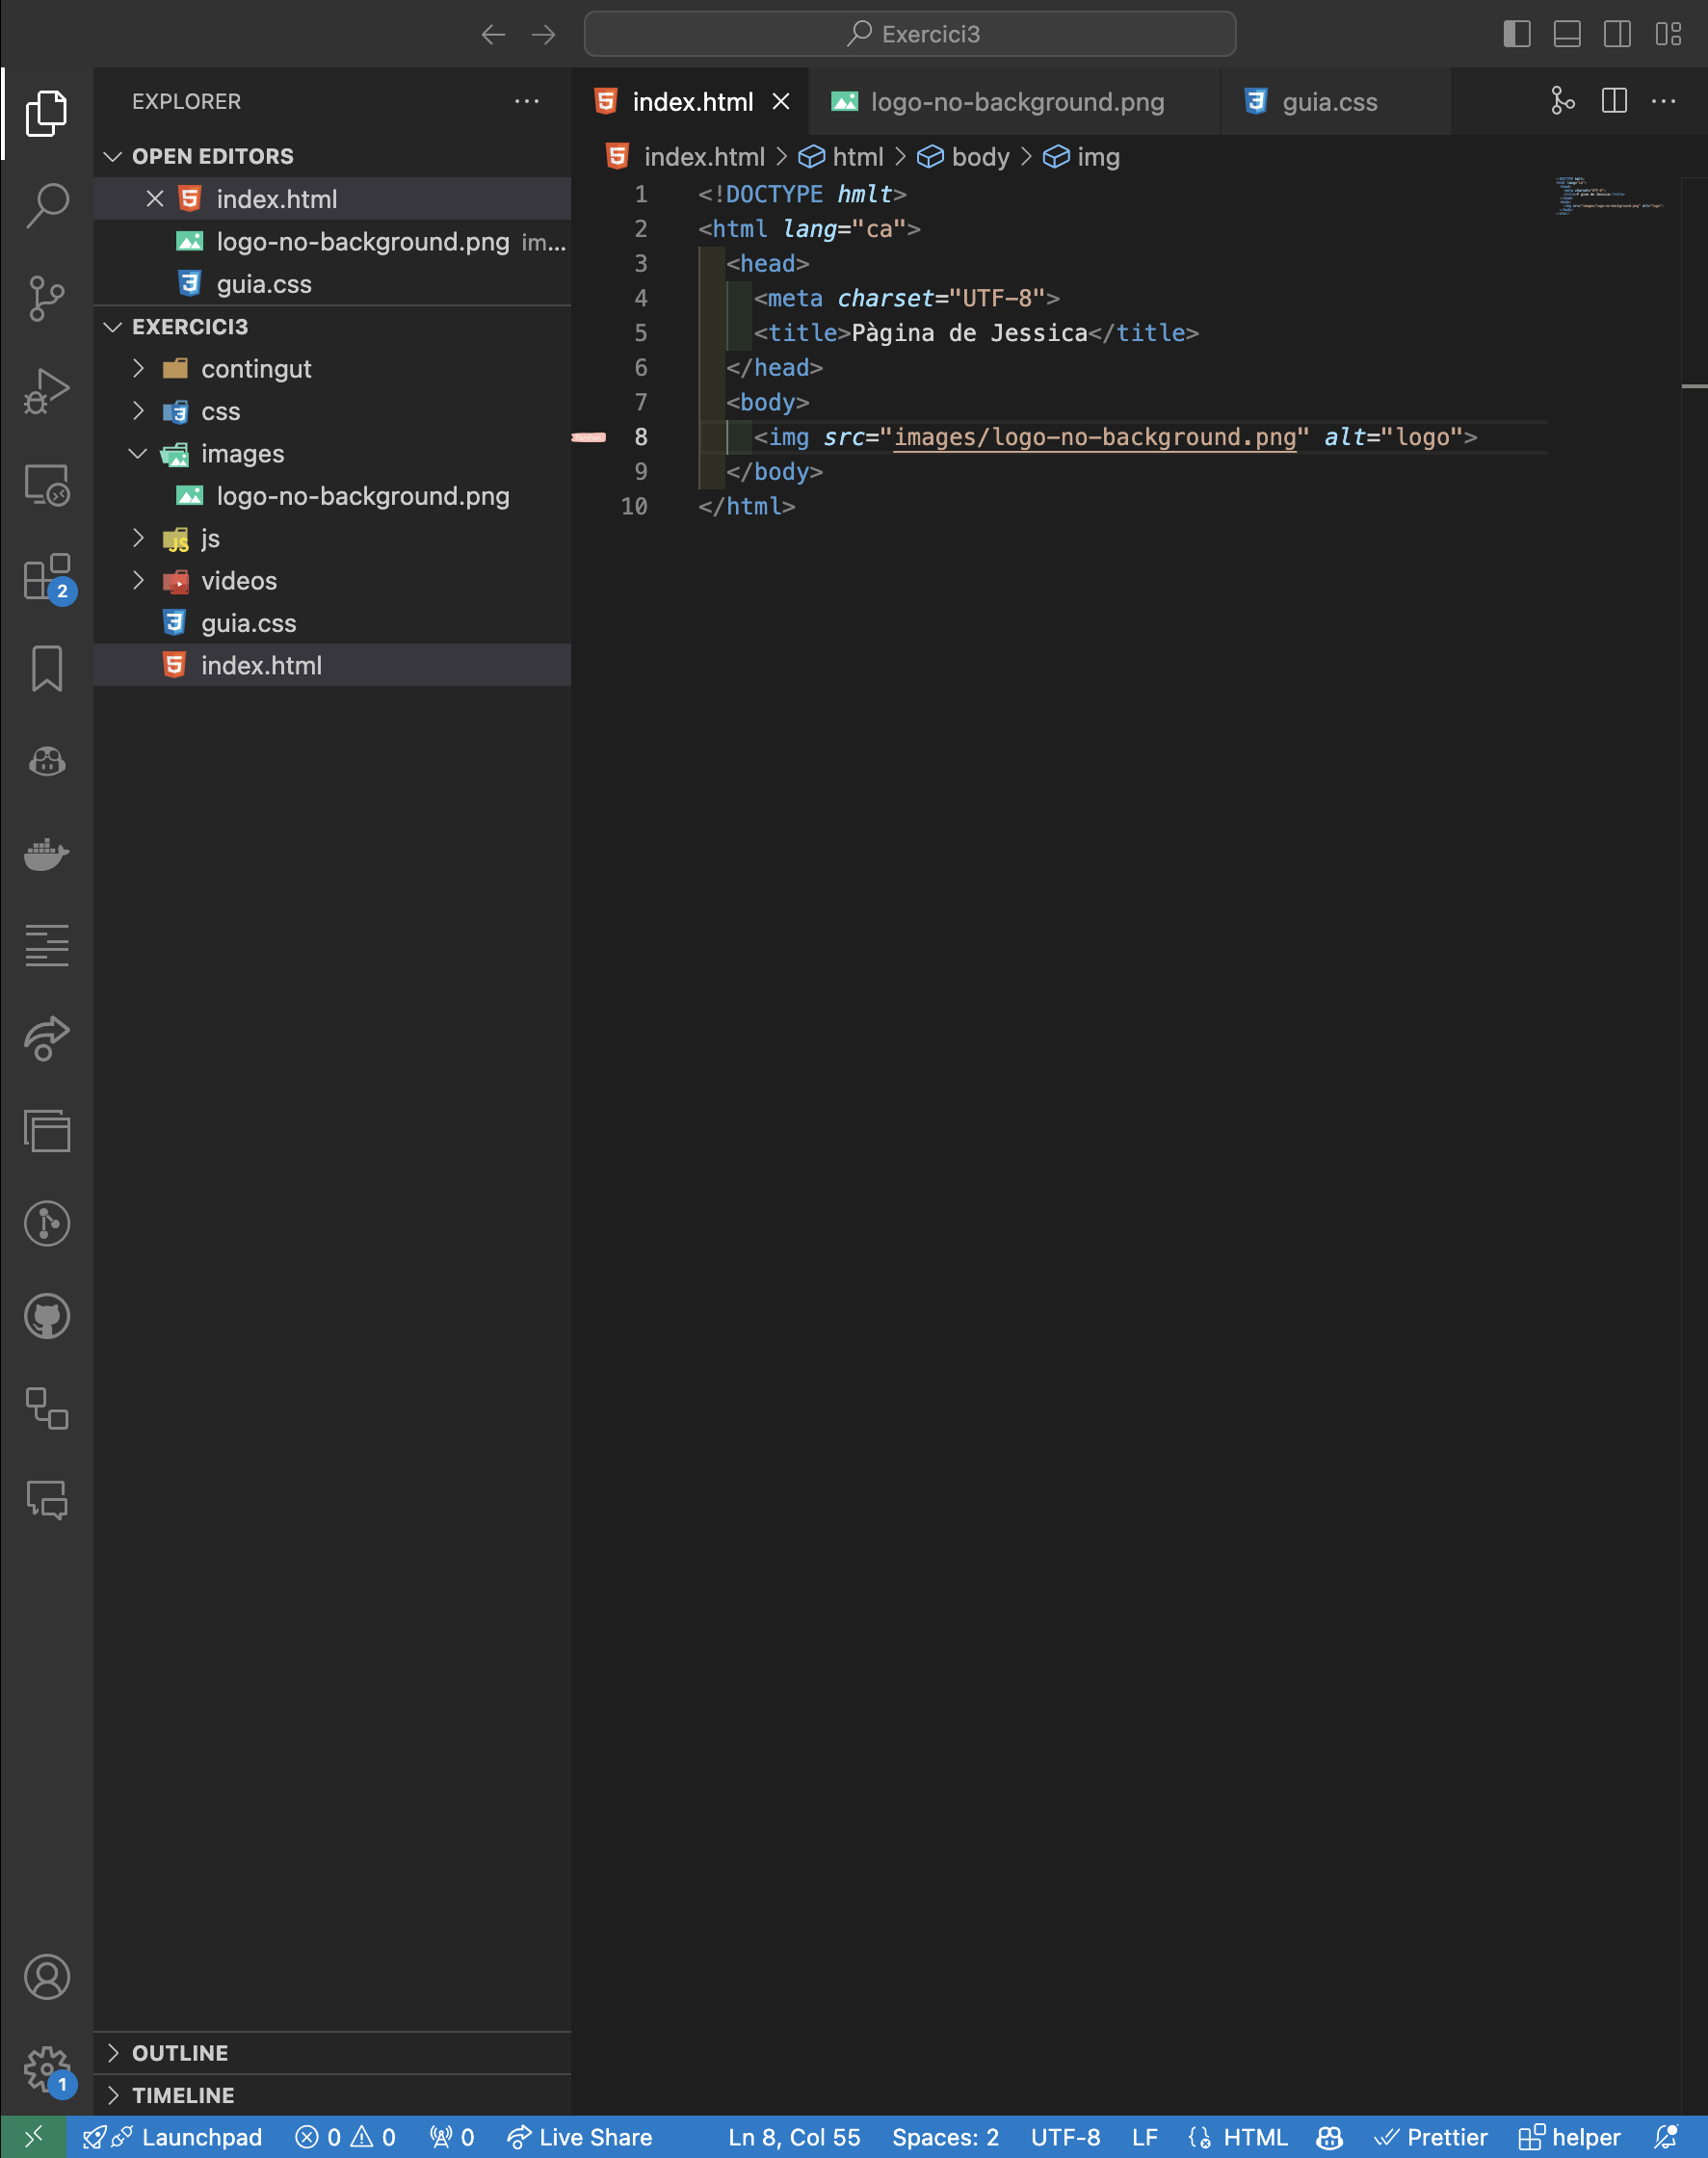 Exercici3
EXPLORER
index.html
logo-no-background.png
guia.css
OPEN EDITORS
index.html
logo-no-background.png im...
guia.css
EXERCICI3
contingut
css
images
logo-no-background.png
js
videos
guia.css
index.html
index.html > html > body > img
1 <!DOCTYPE hmlt>
2 <html lang="ca">
3 <head>
4 <meta charset="UTF-8">
5 <title>Pàgina de Jessica</title>
6 </head>
7 <body>
8 <img src="images/logo-no-background.png" alt="logo">
9 </body>
10 </html>
2
OUTLINE
TIMELINE
1
Launchpad 0 0 0 Live Share Ln 8, Col 55 Spaces: 2 UTF-8 LF HTML Prettier helper